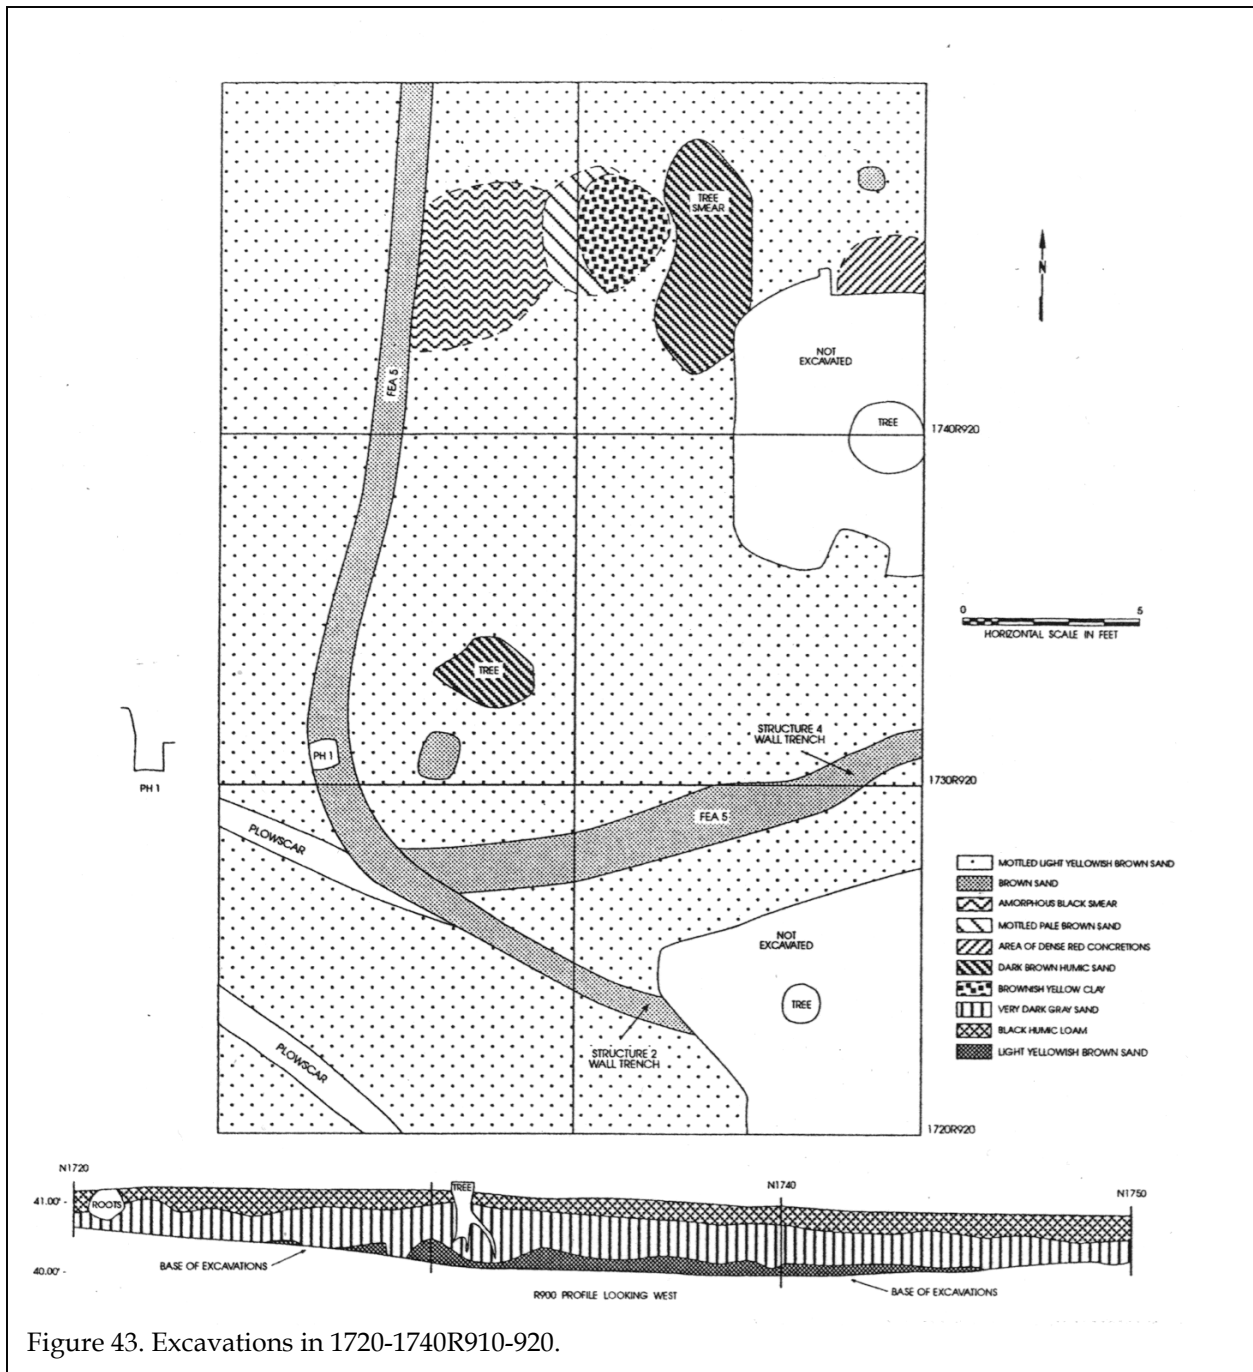 TREE
SMEAR
N
NOT
EXCAVATED
FEA 5
TREE
1740R920
0 5
HORIZONTAL SCALE IN FEET
TREE
STRUCTURE 4
WALL TRENCH
PH 1
PH 1
1730R920
FEA 5
PLOWSCAR
MOTTLED LIGHT YELLOWISH BROWN SAND
BROWN SAND
AMORPHOUS BLACK SMEAR
MOTTLED PALE BROWN SAND
AREA OF DENSE RED CONCRETIONS
DARK BROWN HUMIC SAND
BROWNISH YELLOW CLAY
VERY DARK GRAY SAND
BLACK HUMIC LOAM
LIGHT YELLOWISH BROWN SAND
NOT
EXCAVATED
TREE
STRUCTURE 2
WALL TRENCH
PLOWSCAR
1720R920
N1720
N1740
N1750
41.00' -
ROOTS
TREE
40.00' -
BASE OF EXCAVATIONS
BASE OF EXCAVATIONS
R900 PROFILE LOOKING WEST
Figure 43. Excavations in 1720-1740R910-920.